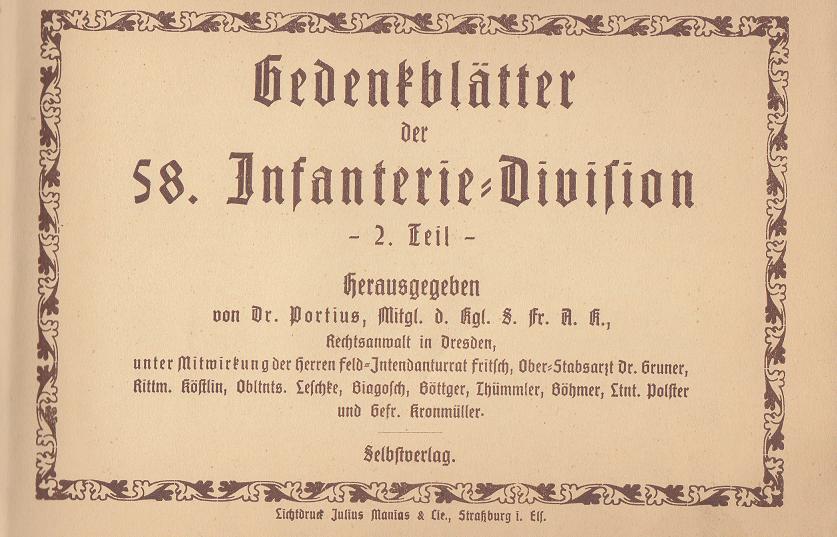 Gedenkblätter
der
58. Infanterie-Division
- 2. Teil -
Herausgegeben
von Dr. Portius, Mitgl. d. Kgl. S. Fr. A. K.,
Rechtsanwalt in Dresden,
unter Mitwirkung der Herren Feld-Intendanturrat Fritsch, Ober-Stabsarzt Dr. Gruner,
Rittm. Köstlin, Obltnts. Leschke, Biagosch, Böttger, Thümmler, Böhmer, Ltnt. Polster
und Gefr. Kronmüller.
Selbstverlag.
Lichtdruck Julius Manias & Cie., Straßburg i. Els.